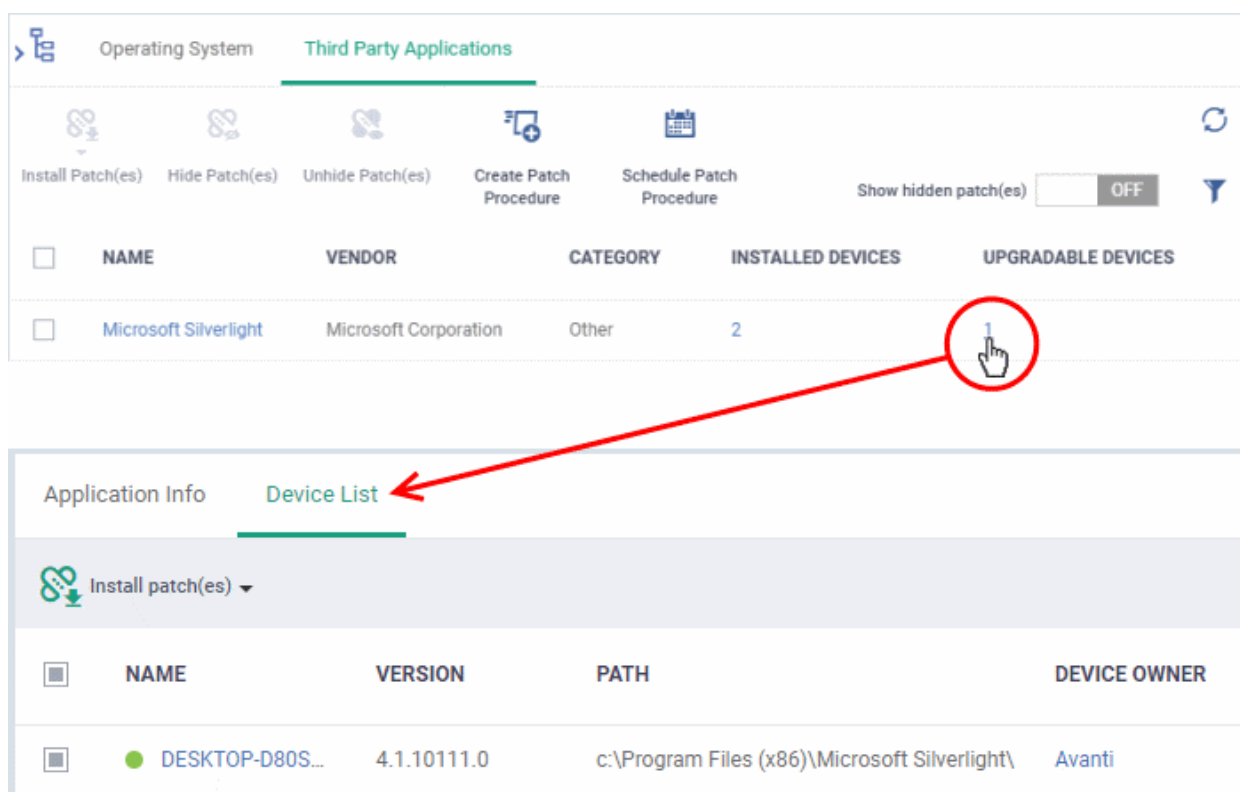 Operating System Third Party Applications
Install Patch(es) Hide Patch(es) Unhide Patch(es) Create Patch Procedure Schedule Patch Procedure Show hidden patch(es) OFF
NAME VENDOR CATEGORY INSTALLED DEVICES UPGRADABLE DEVICES
Microsoft Silverlight Microsoft Corporation Other 2 1
Application Info Device List
Install patch(es)
NAME VERSION PATH DEVICE OWNER
DESKTOP-D80S... 4.1.10111.0 c:\Program Files (x86)\Microsoft Silverlight\ Avanti